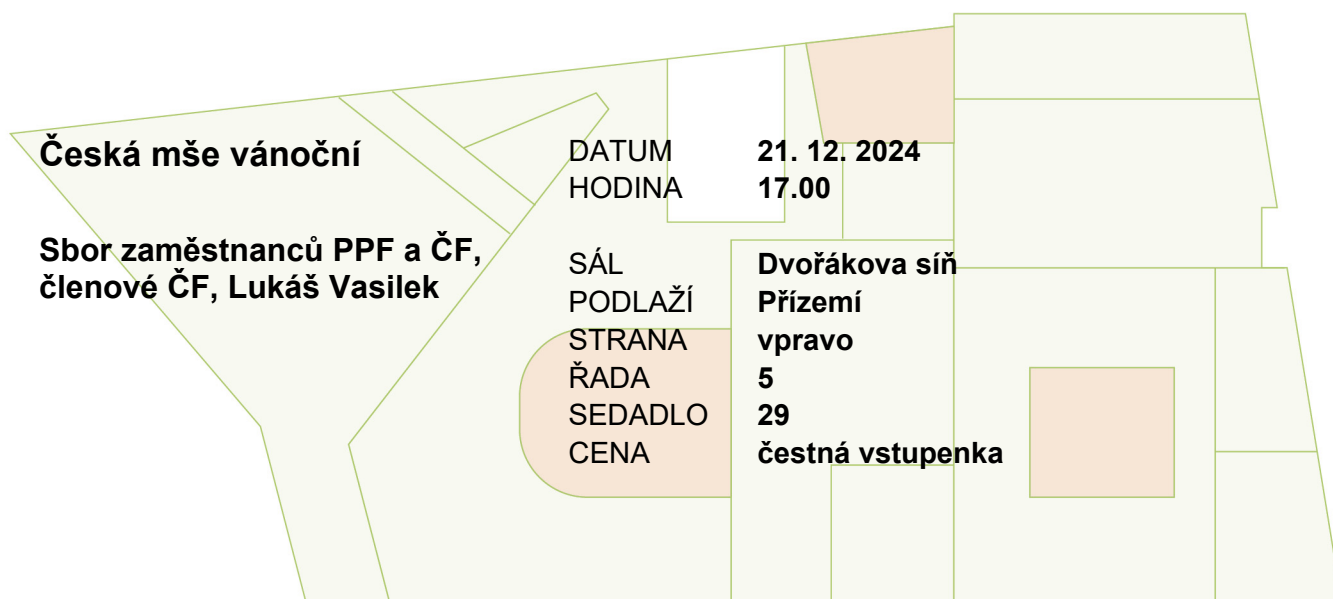 Česká mše vánoční
Sbor zaměstnanců PPF a ČF,
členové ČF, Lukáš Vasilek
DATUM 21. 12. 2024
HODINA 17.00
SÁL Dvořákova síň
PODLAŽÍ Přízemí
STRANA vpravo
ŘADA 5
SEDADLO 29
CENA čestná vstupenka